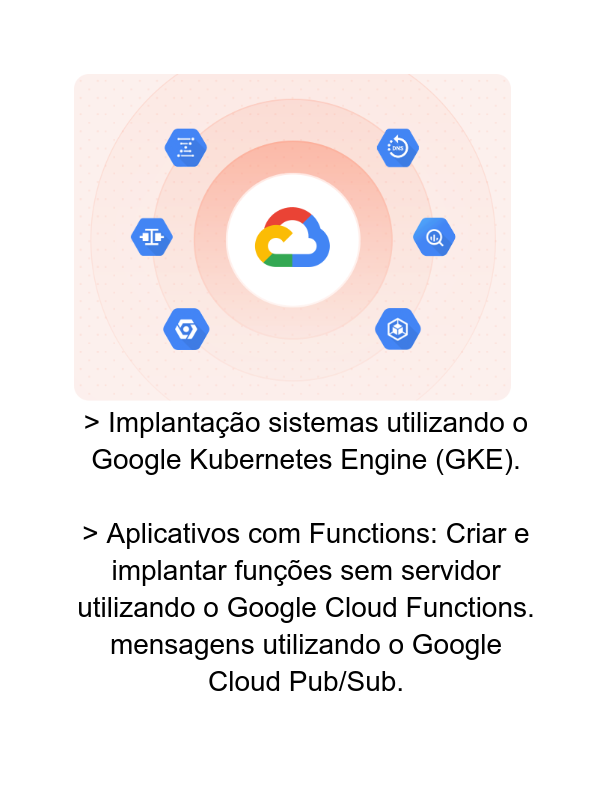 DNS
> Implantação sistemas utilizando o
Google Kubernetes Engine (GKE).
> Aplicativos com Functions: Criar e
implantar funções sem servidor
utilizando o Google Cloud Functions.
mensagens utilizando o Google
Cloud Pub/Sub.